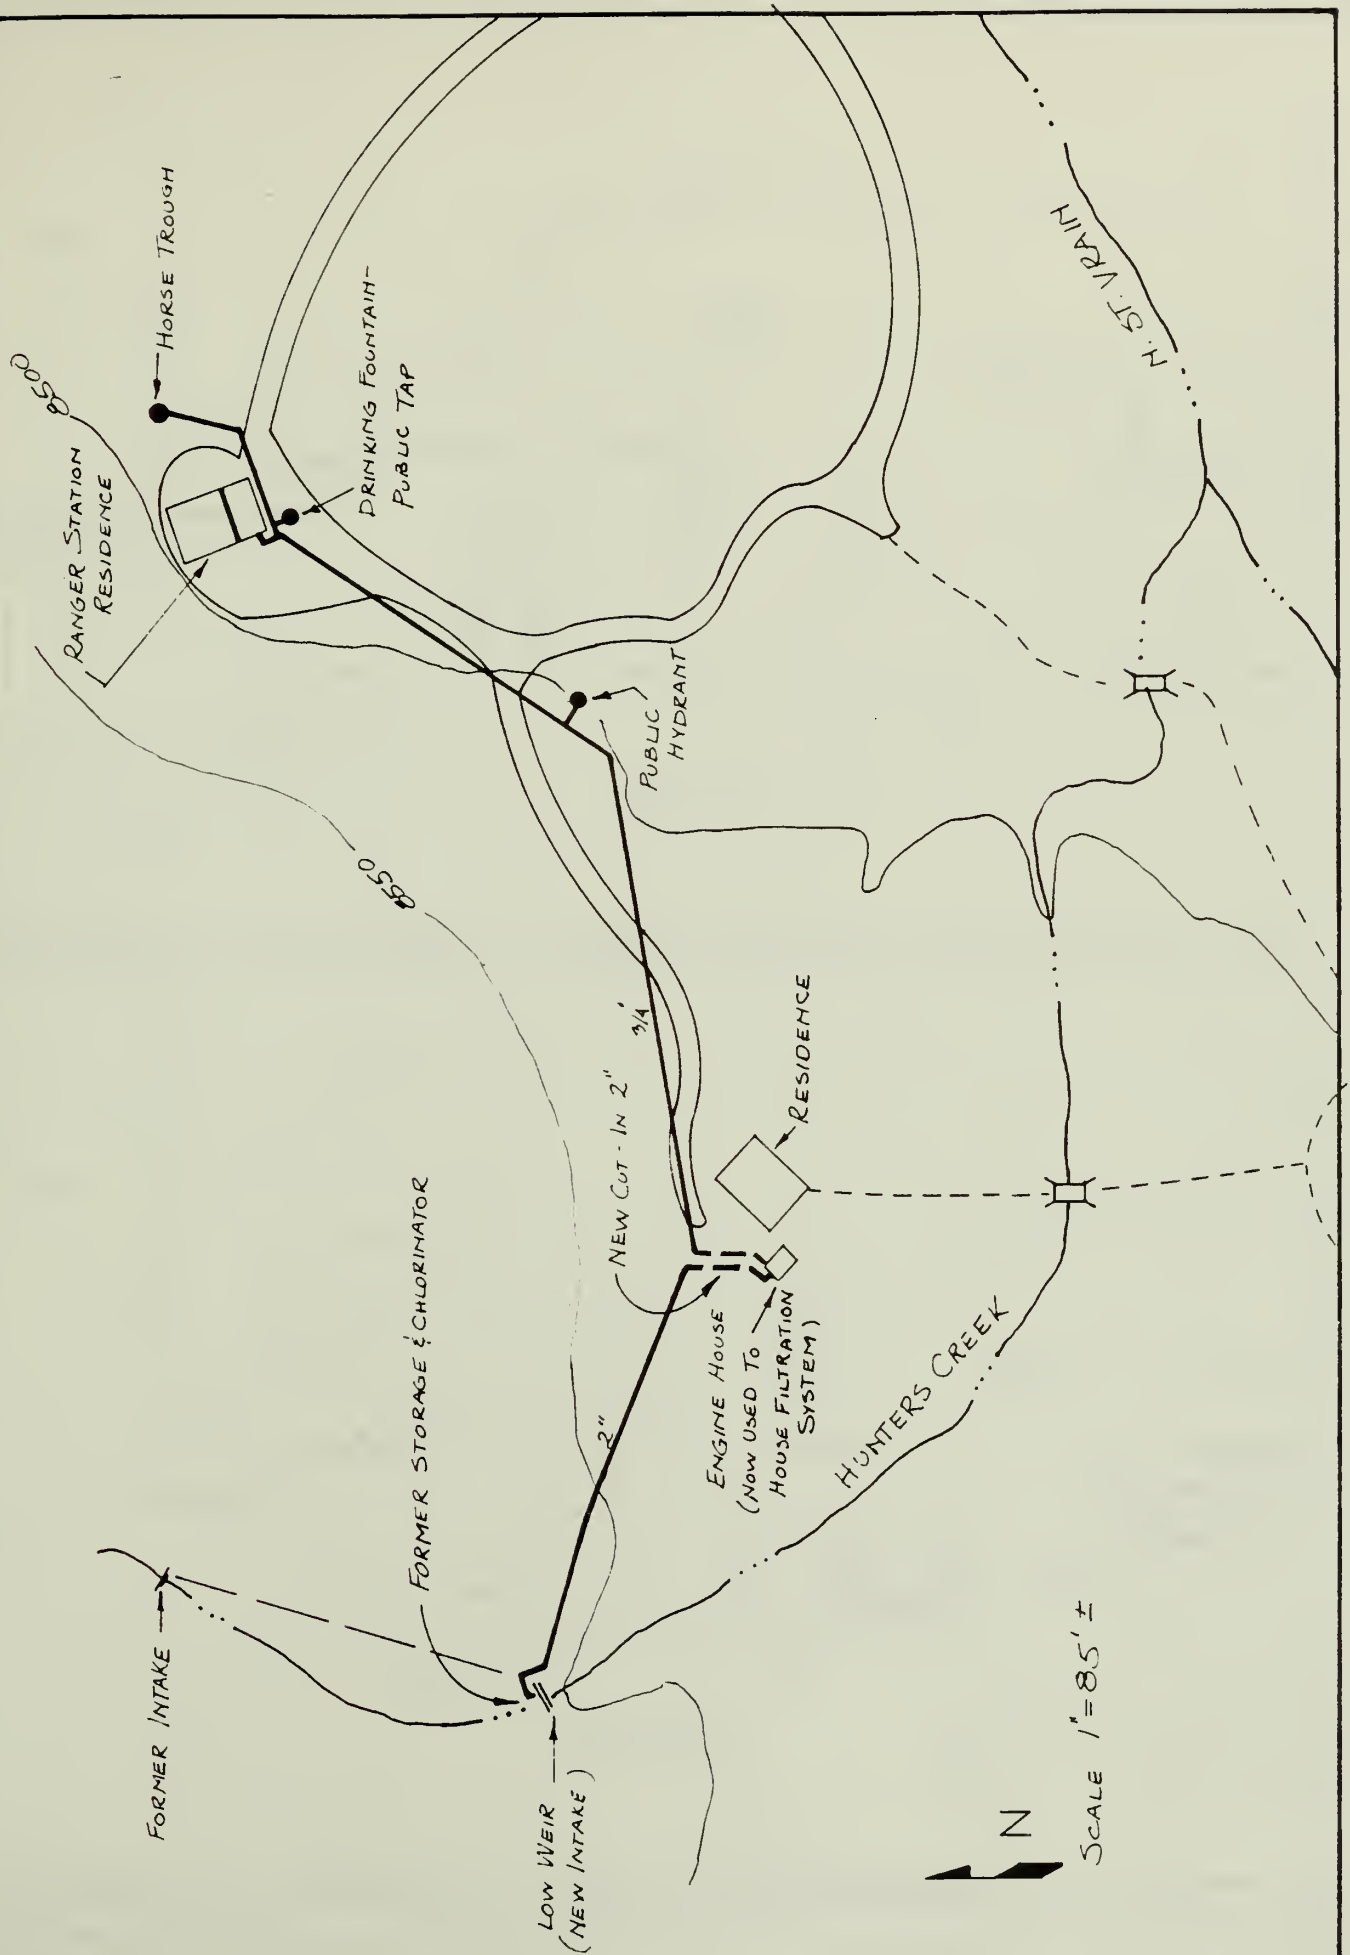 FORMER INTAKE
LOW WEIR
(NEW INTAKE)
FORMER STORAGE & CHLORINATOR
2"
NEW CUT-IN 2"
ENGINE HOUSE
(NOW USED TO
HOUSE FILTRATION
SYSTEM)
RESIDENCE
3/4"
8550
8500
RANGER STATION
RESIDENCE
HORSE TROUGH
DRINKING FOUNTAIN-
PUBLIC TAP
PUBLIC
HYDRANT
HUNTERS CREEK
N. ST. VRAIN
N
SCALE 1"=85'±